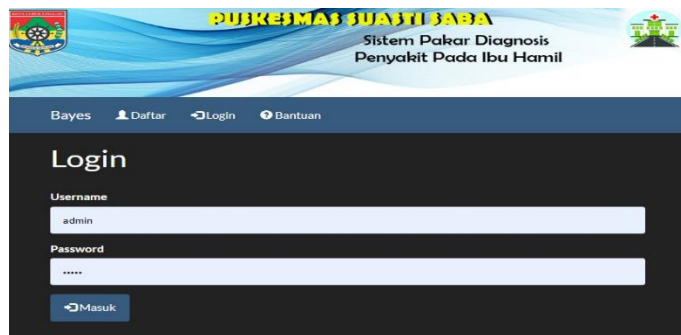 PUSKESMAS SUASTI SABA
Sistem Pakar Diagnosis
Penyakit Pada Ibu Hamil
Bayes Daftar Login Bantuan
Login
Username
admin
Password
•••••
Masuk